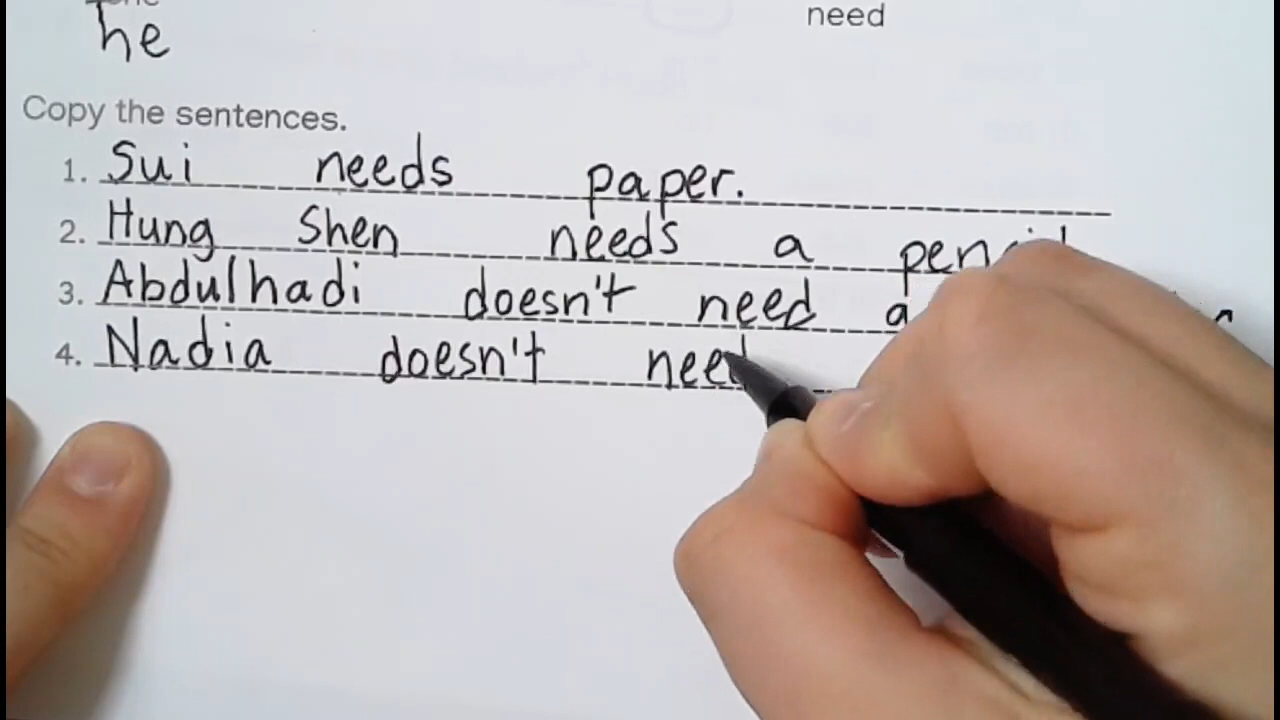 need
he
Copy the sentences.
1. Sui needs paper.
2. Hung Shen needs a
3. Abdulhadi doesn't need a
4. Nadia doesn't need